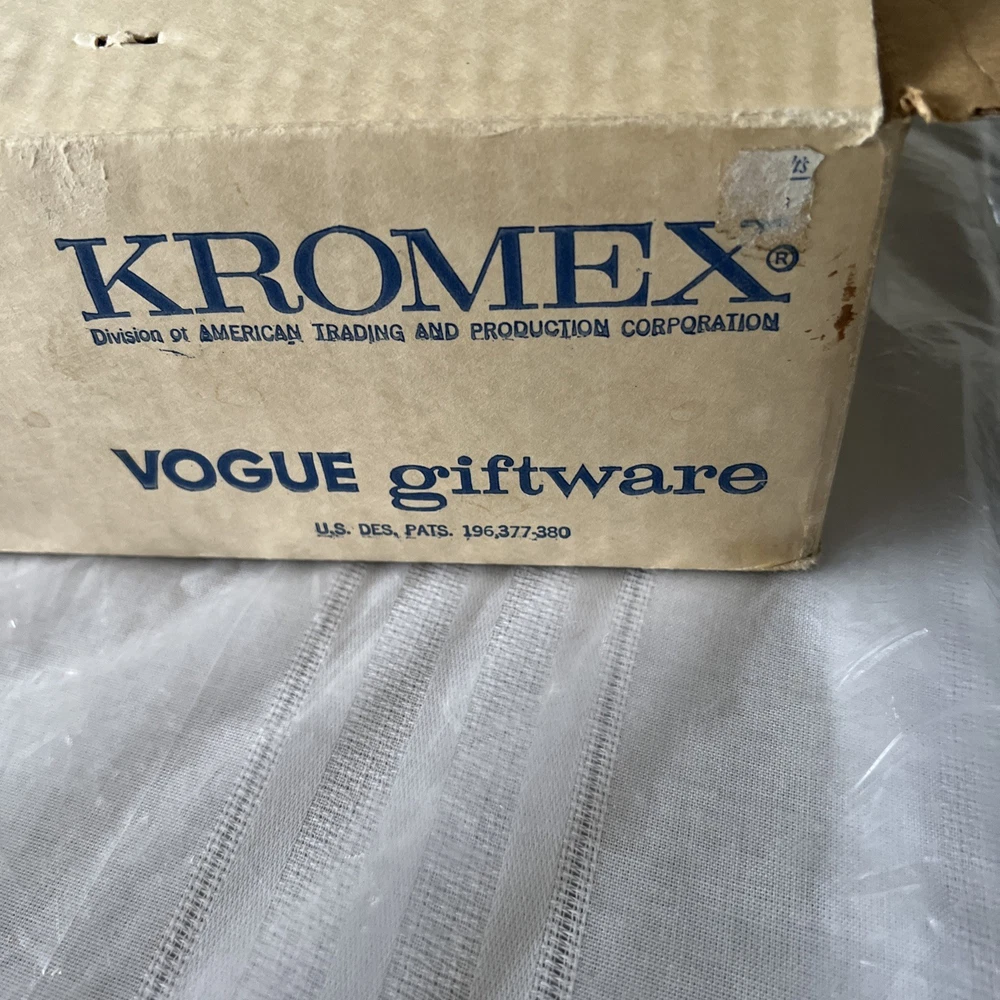 KROMEX®
Division of AMERICAN TRADING AND PRODUCTION CORPORATION
VOGUE giftware
U.S. DES. PATS. 196,377-380